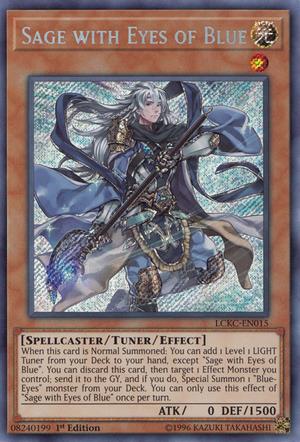 Sage with Eyes of Blue
LCKC-EN015
[Spellcaster/Tuner/Effect]
When this card is Normal Summoned: You can add 1 Level 1 LIGHT
Tuner from your Deck to your hand, except "Sage with Eyes of
Blue". You can discard this card, then target 1 Effect Monster you
control; send it to the GY, and if you do, Special Summon 1 "Blue-
Eyes" monster from your Deck. You can only use this effect of
"Sage with Eyes of Blue" once per turn.
ATK/ 0 DEF/1500
08240199 1st Edition ©1996 KAZUKI TAKAHASHI